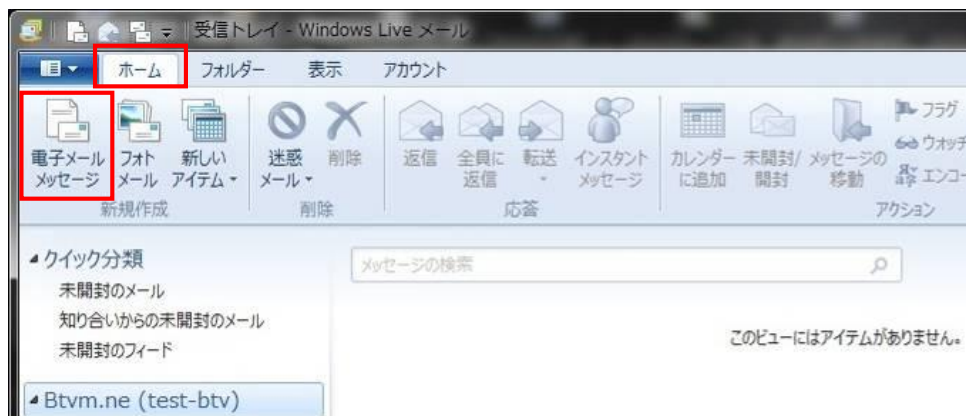 受信トレイ - Windows Live メール
ホーム フォルダー 表示 アカウント
電子メール メッセージ
フォト メール
新しい アイテム
迷惑 メール
削除
返信
全員に 返信
転送
インスタント メッセージ
カレンダー に追加
未開封/ 開封
メッセージの 移動
フラグ
ウォッチ
エンコー
新規作成 削除 応答 アクション
クイック分類
メッセージの検索
未開封のメール
知り合いからの未開封のメール
未開封のフィード
このビューにはアイテムがありません。
Btvm.ne (test-btv)